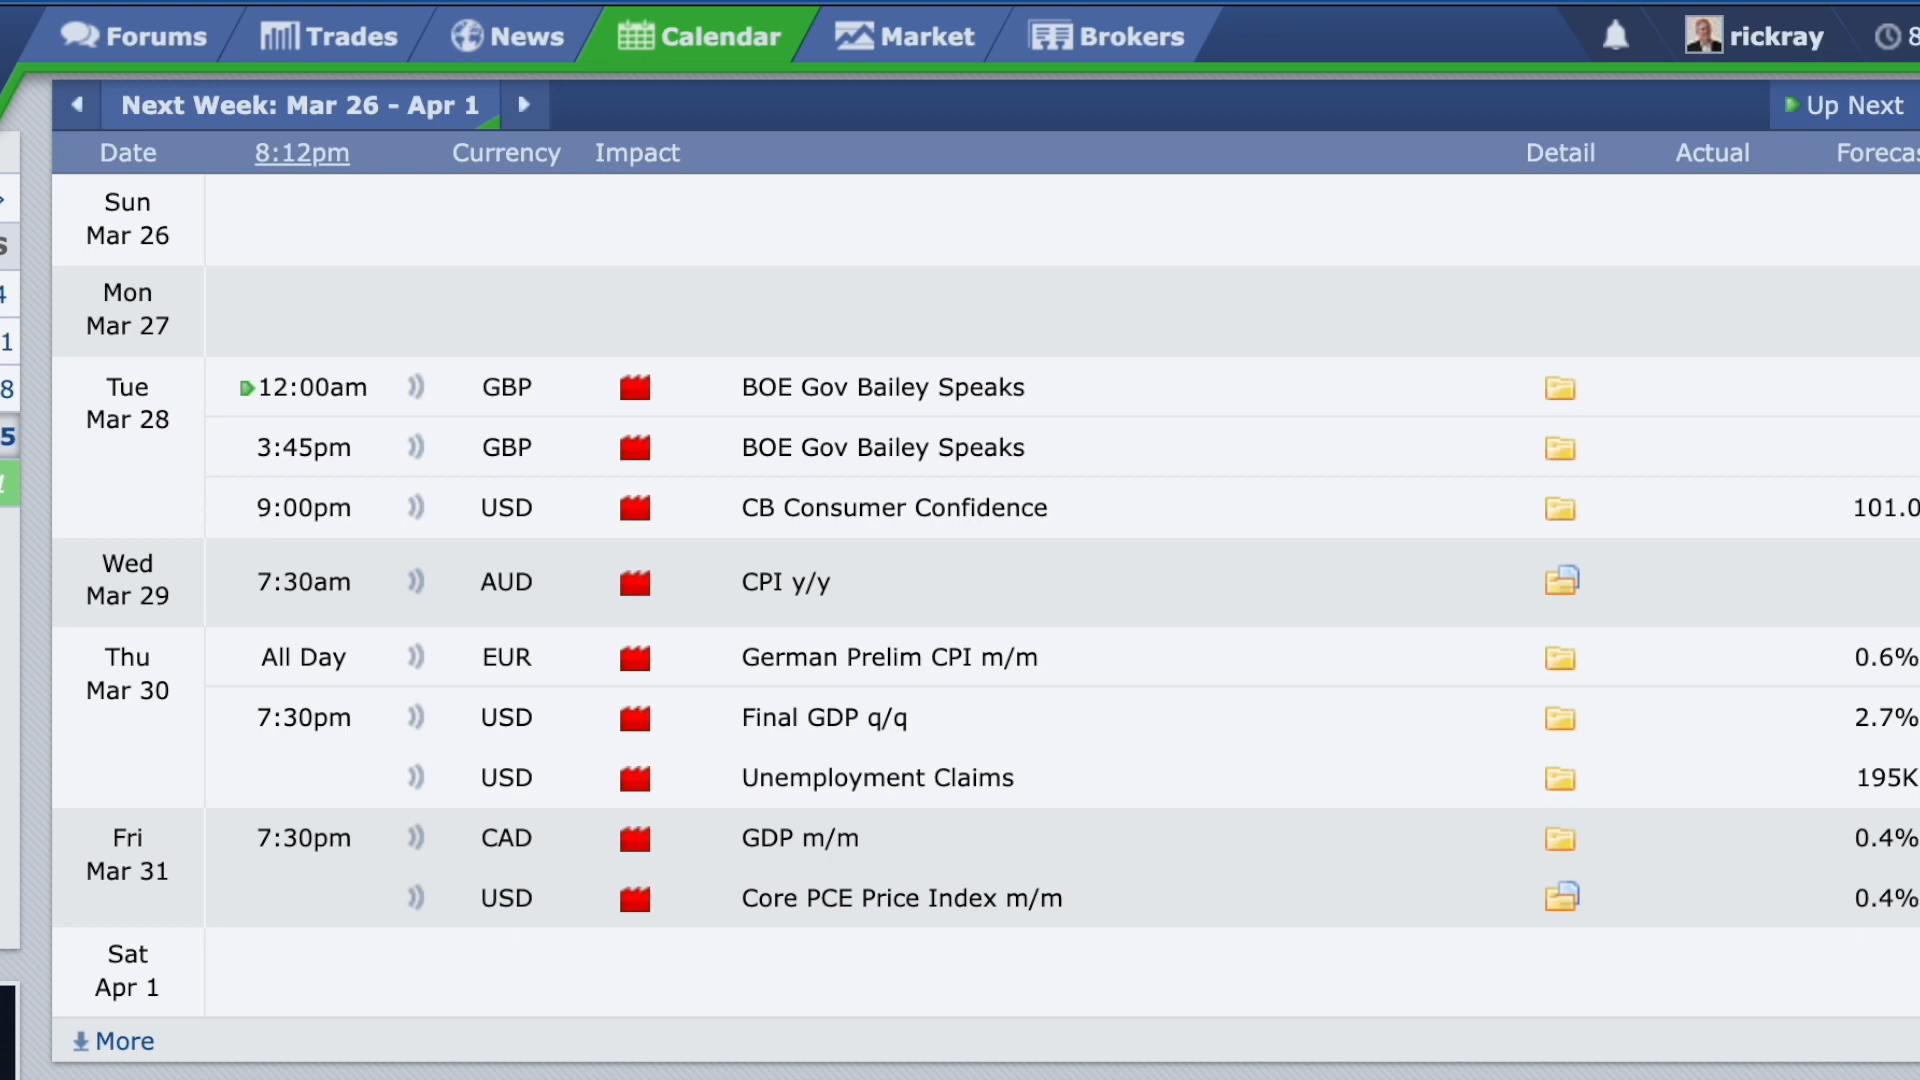 Forums Trades News Calendar Market Brokers rickray 8
Next Week: Mar 26 - Apr 1 Up Next
Date 8:12pm Currency Impact Detail Actual Forecas
Sun
Mar 26
Mon
Mar 27
Tue
Mar 28
12:00am GBP BOE Gov Bailey Speaks
3:45pm GBP BOE Gov Bailey Speaks
9:00pm USD CB Consumer Confidence 101.0
Wed
Mar 29
7:30am AUD CPI y/y
Thu
Mar 30
All Day EUR German Prelim CPI m/m 0.6%
7:30pm USD Final GDP q/q 2.7%
USD Unemployment Claims 195K
Fri
Mar 31
7:30pm CAD GDP m/m 0.4%
USD Core PCE Price Index m/m 0.4%
Sat
Apr 1
More